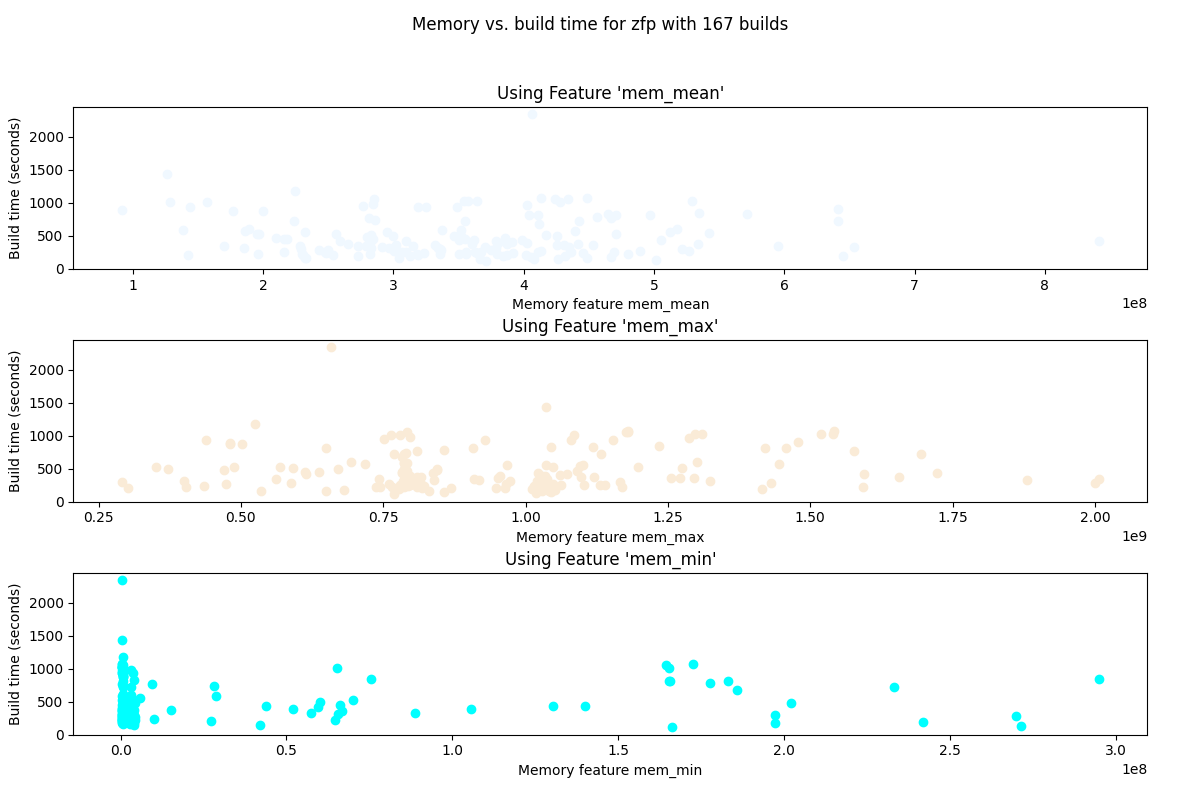 Memory vs. build time for zfp with 167 builds
Using Feature 'mem_mean'
Build time (seconds)
2000
1500
1000
500
0
1 2 3 4 5 6 7 8
1e8
Memory feature mem_mean
Using Feature 'mem_max'
Build time (seconds)
2000
1500
1000
500
0
0.25 0.50 0.75 1.00 1.25 1.50 1.75 2.00
1e9
Memory feature mem_max
Using Feature 'mem_min'
Build time (seconds)
2000
1500
1000
500
0
0.0 0.5 1.0 1.5 2.0 2.5 3.0
1e8
Memory feature mem_min